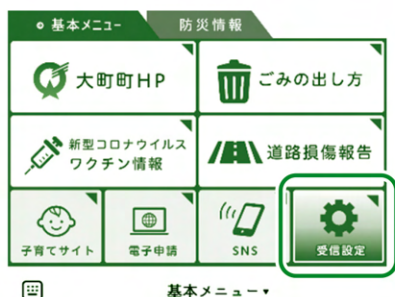 基本メニュー
防災情報
大町町HP
ごみの出し方
新型コロナウイルス
ワクチン情報
道路損傷報告
子育てサイト
電子申請
SNS
受信設定
基本メニュー▼